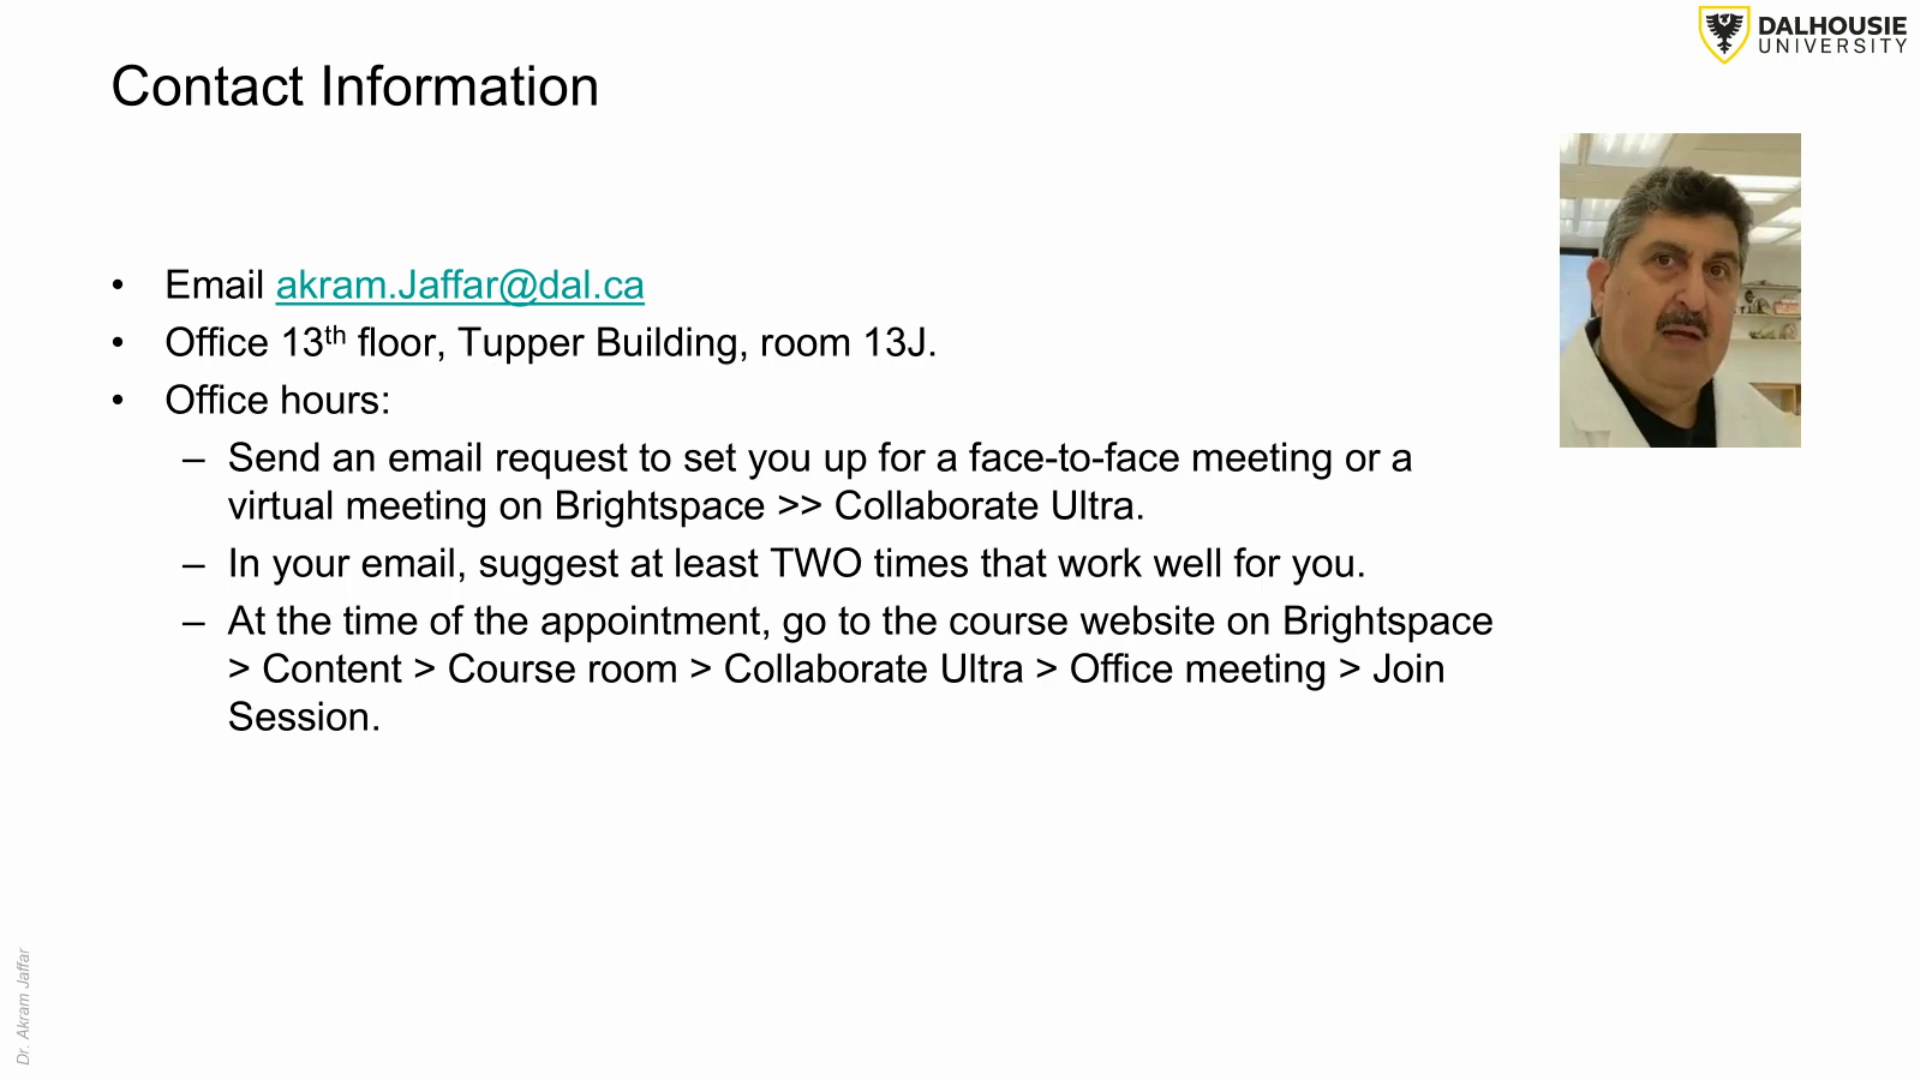 DALHOUSIE
UNIVERSITY
Contact Information
• Email akram.Jaffar@dal.ca
• Office 13th floor, Tupper Building, room 13J.
• Office hours:
– Send an email request to set you up for a face-to-face meeting or a
virtual meeting on Brightspace >> Collaborate Ultra.
– In your email, suggest at least TWO times that work well for you.
– At the time of the appointment, go to the course website on Brightspace
> Content > Course room > Collaborate Ultra > Office meeting > Join
Session.
Dr. Akram Jaffar